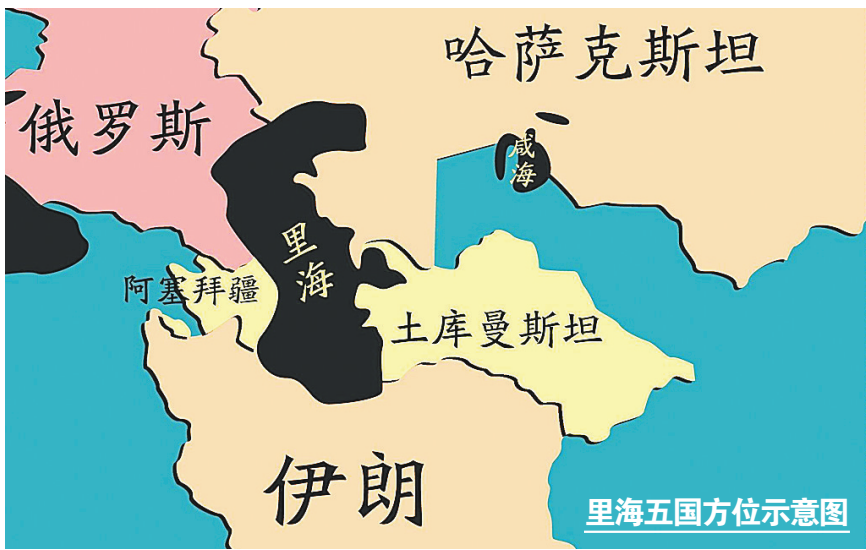 哈萨克斯坦
俄罗斯
咸海
里海
阿塞拜疆
土库曼斯坦
伊朗
里海五国方位示意图